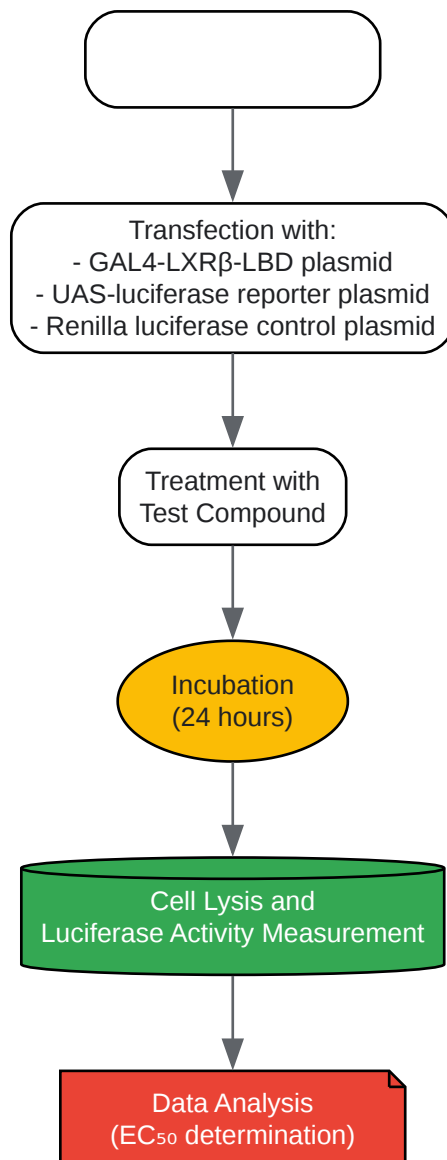 Transfection with:
- GAL4-LXRβ-LBD plasmid
- UAS-luciferase reporter plasmid
- Renilla luciferase control plasmid
Treatment with
Test Compound
Incubation
(24 hours)
Cell Lysis and
Luciferase Activity Measurement
Data Analysis
(EC₅₀ determination)